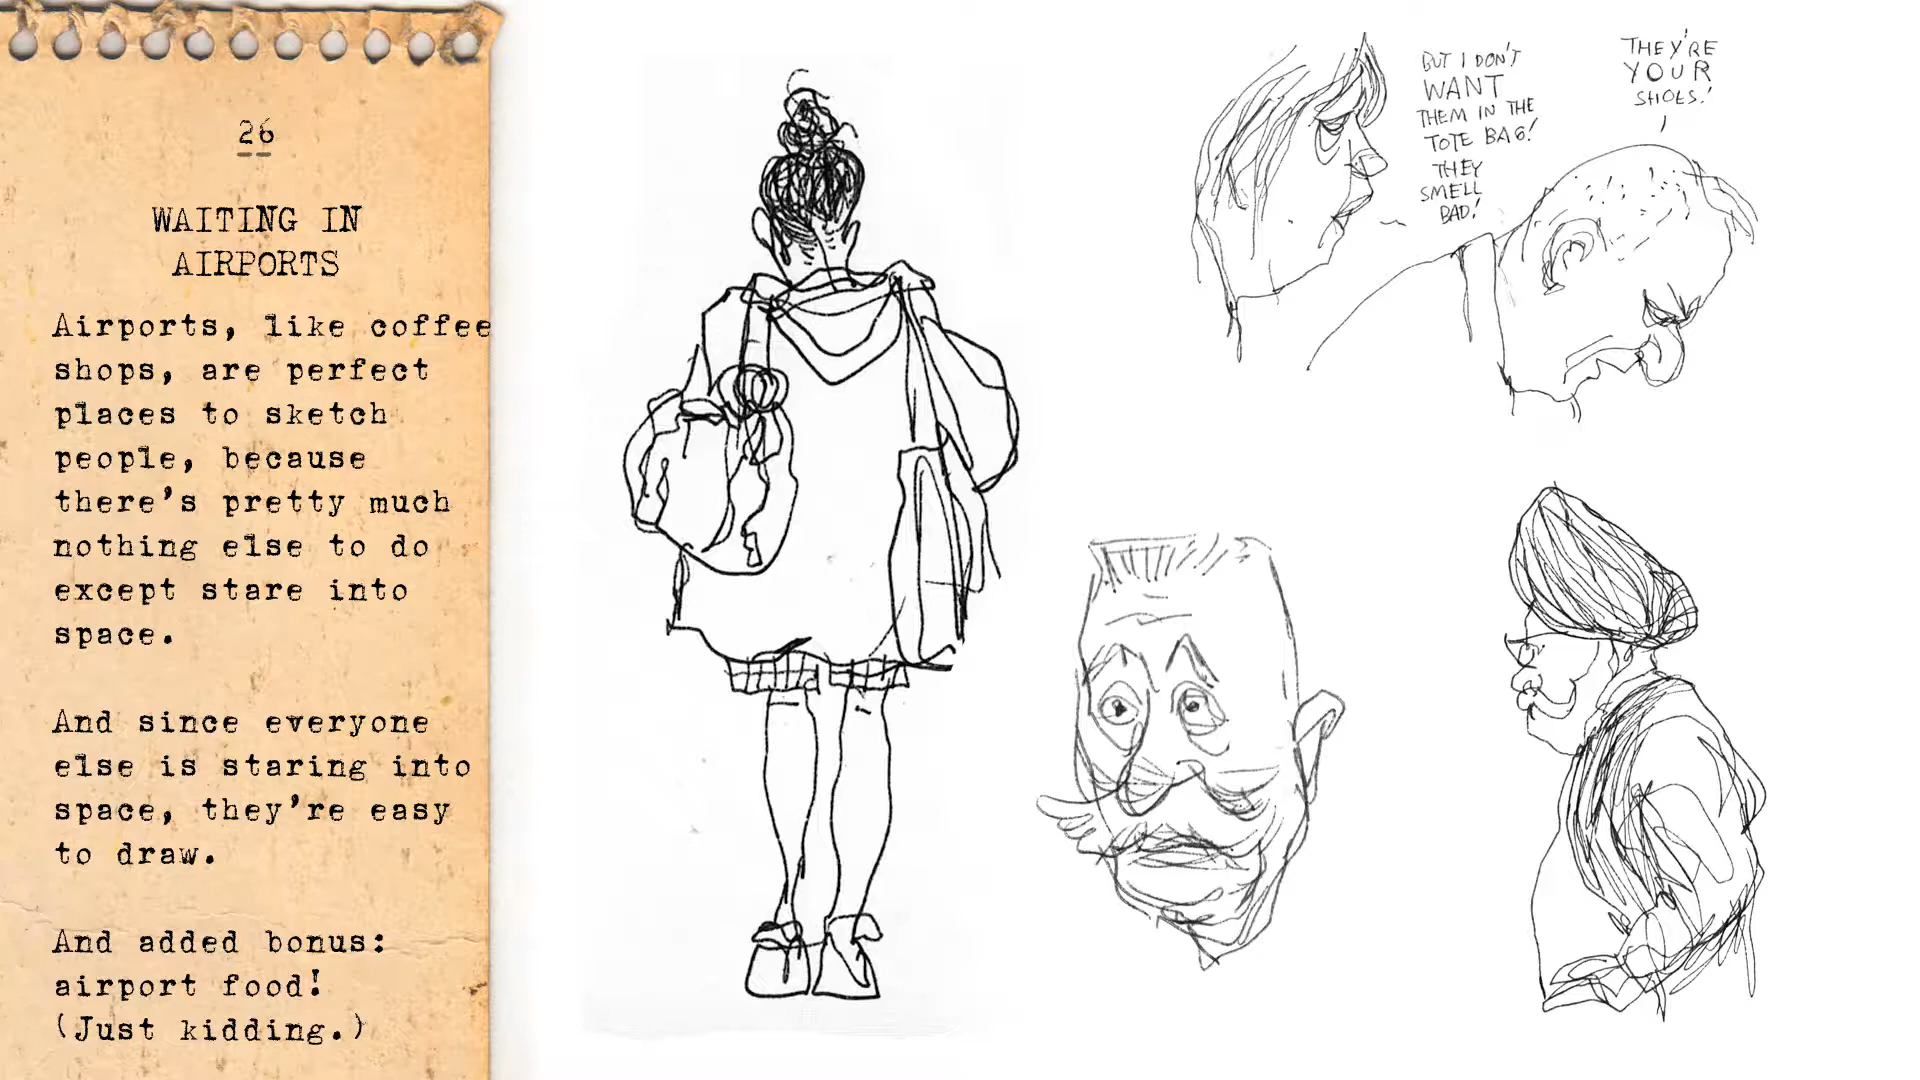 26
WAITING IN
AIRPORTS
Airports, like coffee
shops, are perfect
places to sketch
people, because
there's pretty much
nothing else to do
except stare into
space.
And since everyone
else is staring into
space, they're easy
to draw.
And added bonus:
airport food!
(Just kidding.)
BUT I DON'T
WANT
THEM IN THE
TOTE BAG!
THEY
SMELL
BAD!
THEY'RE
YOUR
SHOES!